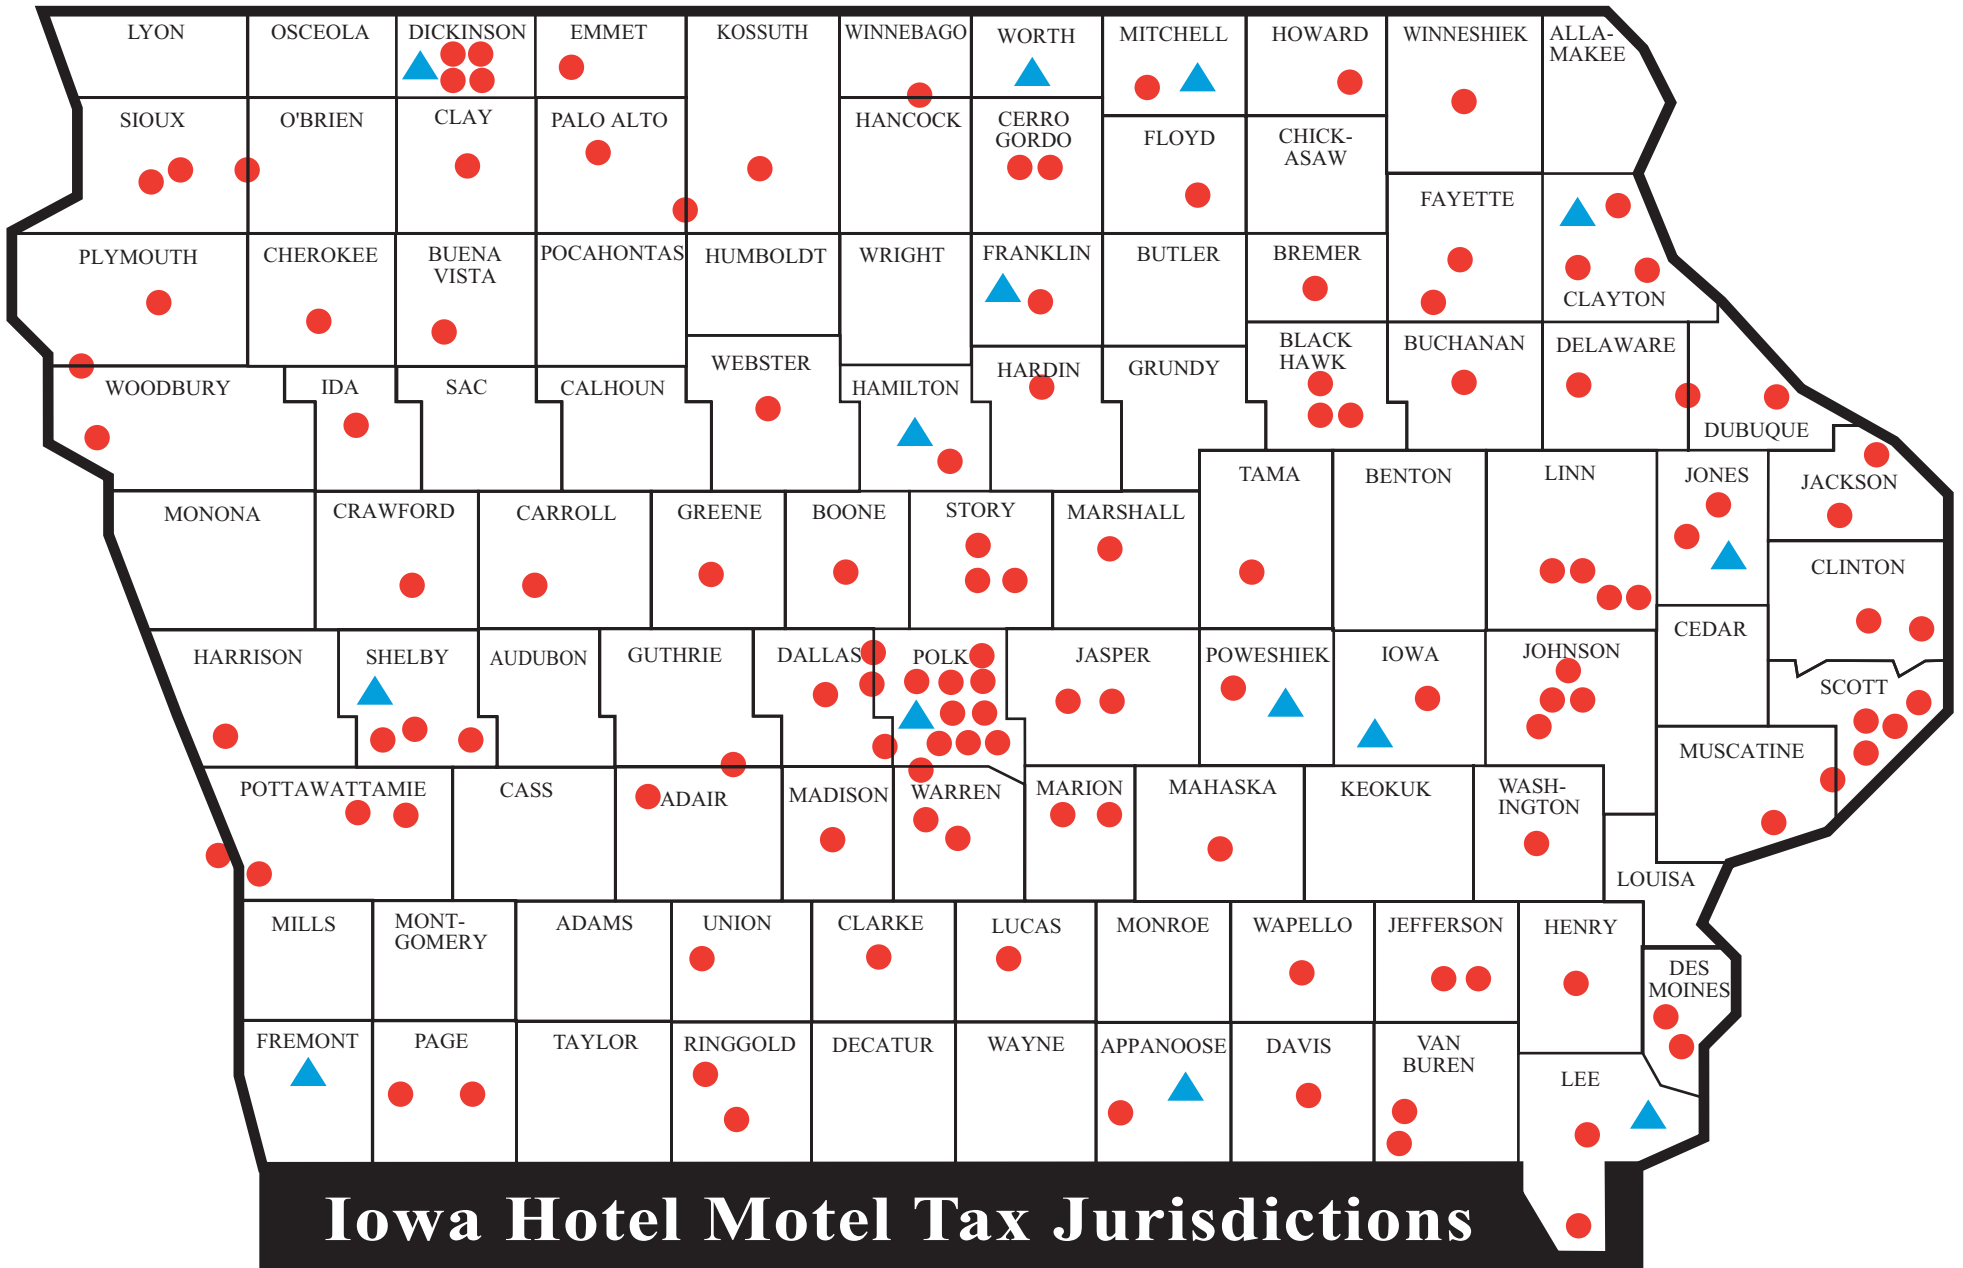 LYON
OSCEOLA
DICKINSON
EMMET
KOSSUTH
WINNEBAGO
WORTH
MITCHELL
HOWARD
WINNESHIEK
ALLA-
MAKEE
SIOUX
O'BRIEN
CLAY
PALO ALTO
HANCOCK
CERRO
GORDO
FLOYD
CHICK-
ASAW
FAYETTE
CLAYTON
PLYMOUTH
CHEROKEE
BUENA
VISTA
POCAHONTAS
HUMBOLDT
WRIGHT
FRANKLIN
BUTLER
BREMER
BLACK
HAWK
BUCHANAN
DELAWARE
DUBUQUE
WOODBURY
IDA
SAC
CALHOUN
WEBSTER
HAMILTON
HARDIN
GRUNDY
TAMA
BENTON
LINN
JONES
JACKSON
MONONA
CRAWFORD
CARROLL
GREENE
BOONE
STORY
MARSHALL
CLINTON
CEDAR
HARRISON
SHELBY
AUDUBON
GUTHRIE
DALLAS
POLK
JASPER
POWESHIEK
IOWA
JOHNSON
SCOTT
MUSCATINE
POTTAWATTAMIE
CASS
ADAIR
MADISON
WARREN
MARION
MAHASKA
KEOKUK
WASH-
INGTON
LOUISA
MILLS
MONT-
GOMERY
ADAMS
UNION
CLARKE
LUCAS
MONROE
WAPELLO
JEFFERSON
HENRY
DES
MOINES
FREMONT
PAGE
TAYLOR
RINGGOLD
DECATUR
WAYNE
APPANOOSE
DAVIS
VAN
BUREN
LEE
Iowa Hotel Motel Tax Jurisdictions